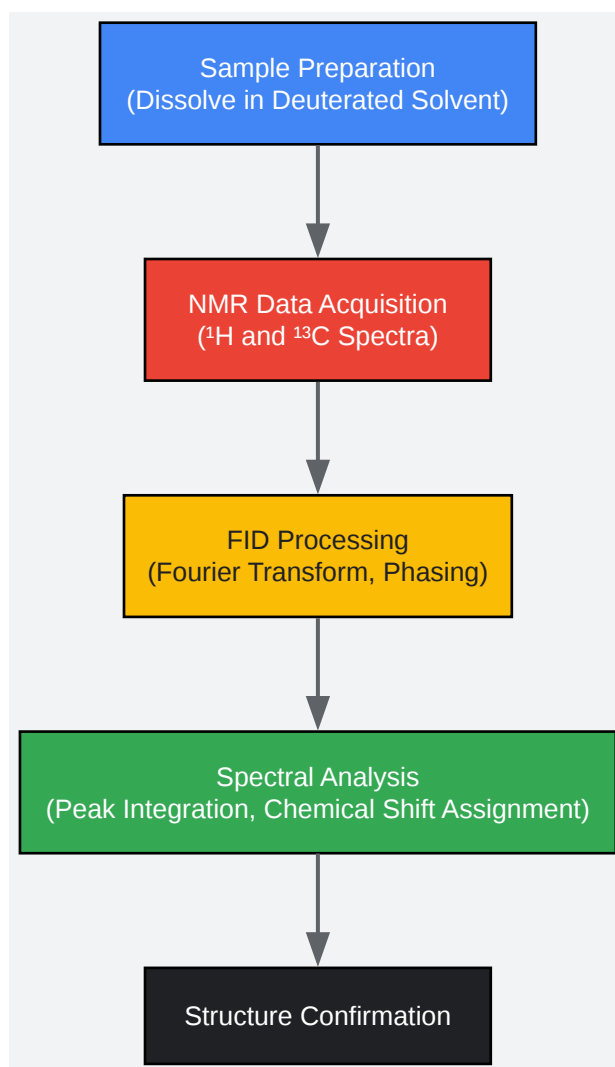 Sample Preparation
(Dissolve in Deuterated Solvent)
NMR Data Acquisition
(¹H and ¹³C Spectra)
FID Processing
(Fourier Transform, Phasing)
Spectral Analysis
(Peak Integration, Chemical Shift Assignment)
Structure Confirmation